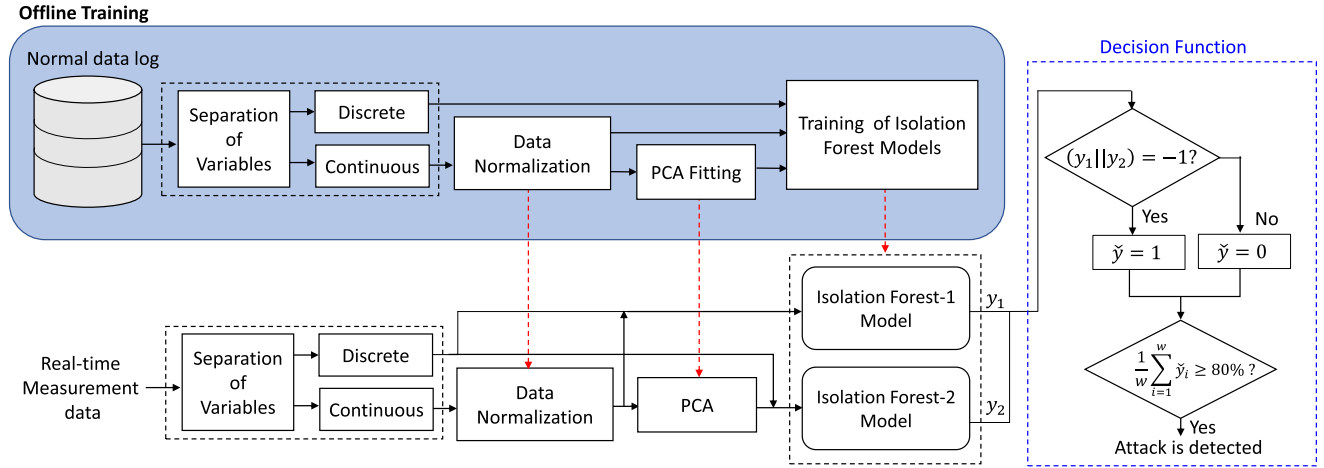 Offline Training
Normal data log
Separation
of
Variables
Discrete
Continuous
Data
Normalization
PCA Fitting
Training of Isolation
Forest Models
Real-time
Measurement
data
Separation
of
Variables
Discrete
Continuous
Data
Normalization
PCA
Isolation Forest-1
Model
Isolation Forest-2
Model
y₁
y₂
Decision Function
(y₁||y₂) = −1?
Yes
No
y̌ = 1
y̌ = 0
1/w ∑_{i=1}^{w} y̌ᵢ ≥ 80% ?
Yes
Attack is detected